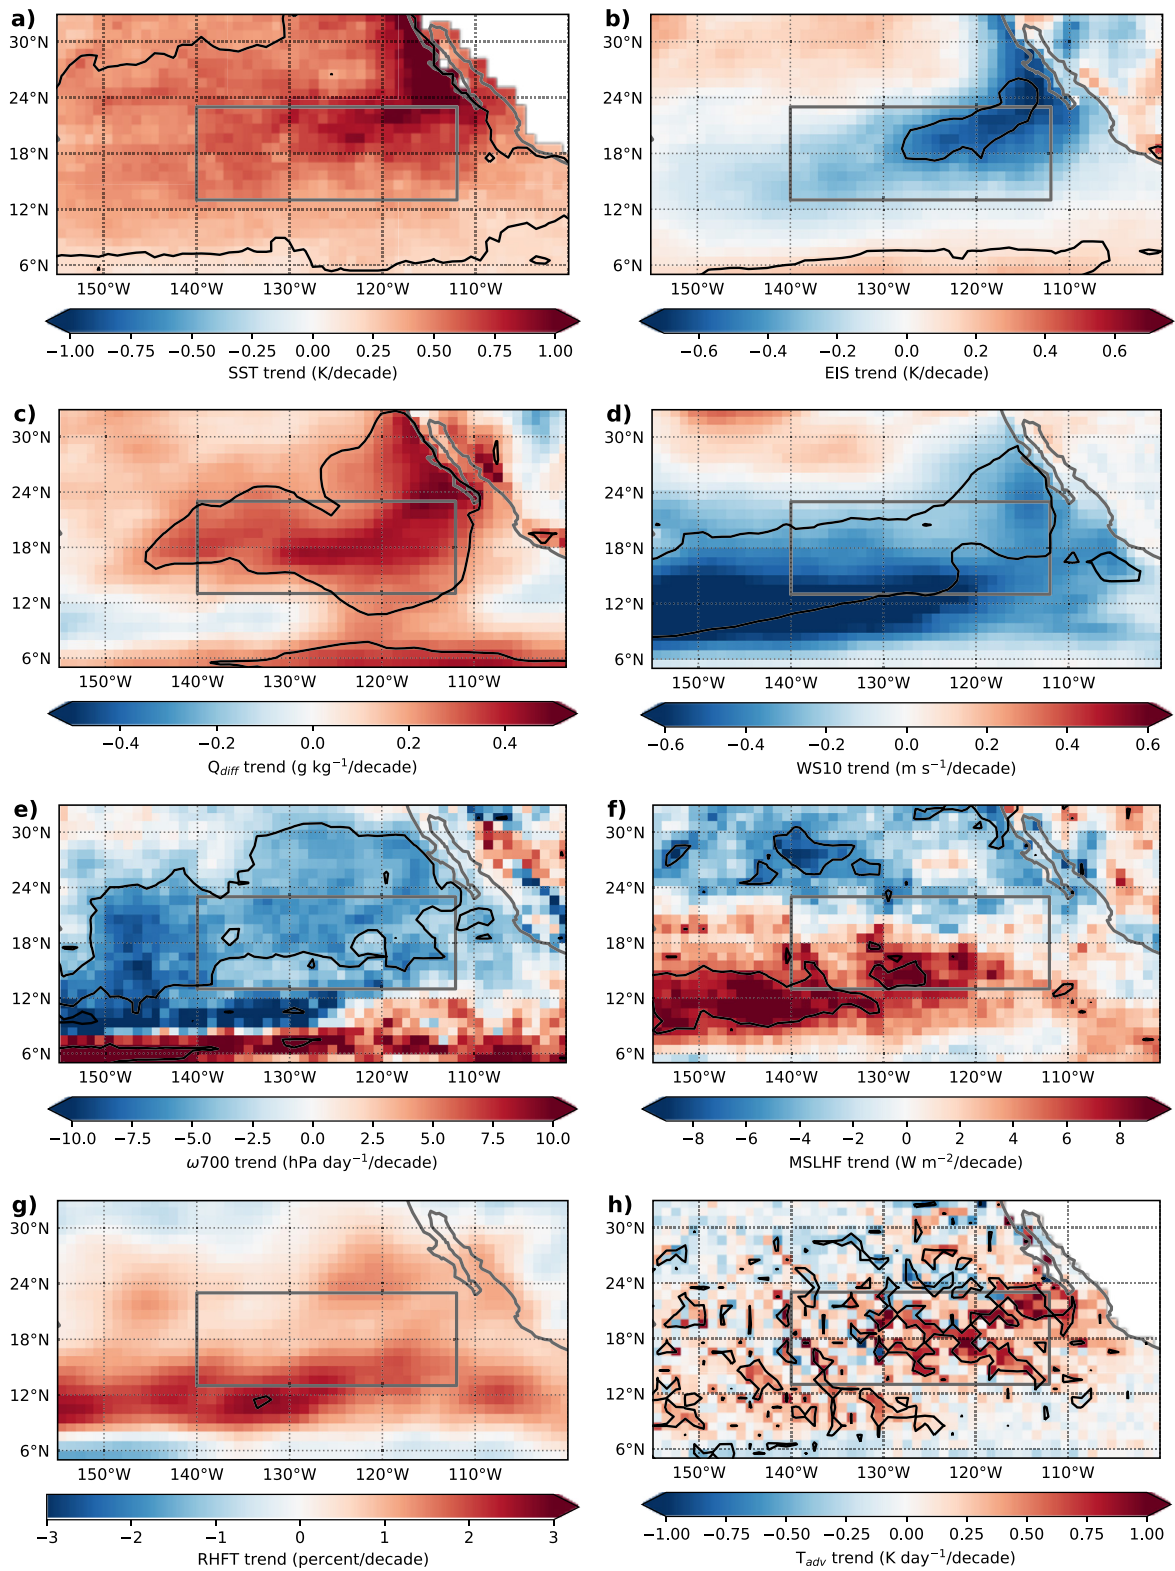 a)
30°N
24°N
18°N
12°N
6°N
150°W 140°W 130°W 120°W 110°W
−1.00 −0.75 −0.50 −0.25 0.00 0.25 0.50 0.75 1.00
SST trend (K/decade)
b)
30°N
24°N
18°N
12°N
6°N
150°W 140°W 130°W 120°W 110°W
−0.6 −0.4 −0.2 0.0 0.2 0.4 0.6
EIS trend (K/decade)
c)
30°N
24°N
18°N
12°N
6°N
150°W 140°W 130°W 120°W 110°W
−0.4 −0.2 0.0 0.2 0.4
Q_diff trend (g kg⁻¹/decade)
d)
30°N
24°N
18°N
12°N
6°N
150°W 140°W 130°W 120°W 110°W
−0.6 −0.4 −0.2 0.0 0.2 0.4 0.6
WS10 trend (m s⁻¹/decade)
e)
30°N
24°N
18°N
12°N
6°N
150°W 140°W 130°W 120°W 110°W
−10.0 −7.5 −5.0 −2.5 0.0 2.5 5.0 7.5 10.0
ω700 trend (hPa day⁻¹/decade)
f)
30°N
24°N
18°N
12°N
6°N
150°W 140°W 130°W 120°W 110°W
−8 −6 −4 −2 0 2 4 6 8
MSLHF trend (W m⁻²/decade)
g)
30°N
24°N
18°N
12°N
6°N
150°W 140°W 130°W 120°W 110°W
−3 −2 −1 0 1 2 3
RHFT trend (percent/decade)
h)
30°N
24°N
18°N
12°N
6°N
150°W 140°W 130°W 120°W 110°W
−1.00 −0.75 −0.50 −0.25 0.00 0.25 0.50 0.75 1.00
T_adv trend (K day⁻¹/decade)